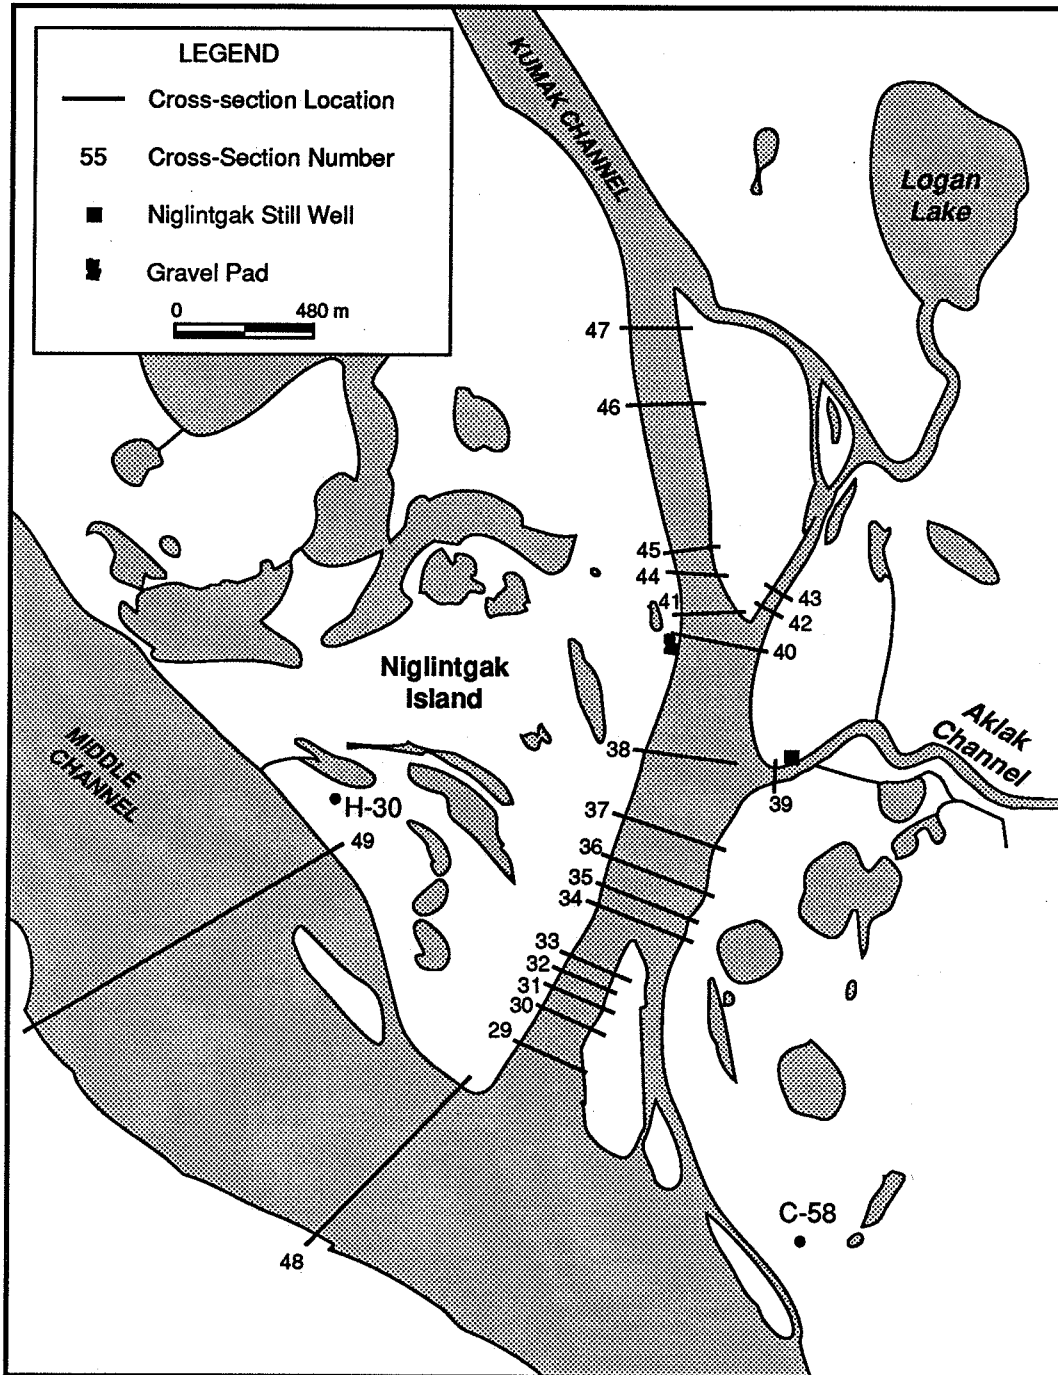 LEGEND
Cross-section Location
55 Cross-Section Number
Niglintgak Still Well
Gravel Pad
0 480 m
KUMAK CHANNEL
Logan
Lake
47
46
45
44
41
43
42
40
Niglintgak
Island
MIDDLE
CHANNEL
Aklak
Channel
38
39
H-30
37
49
36
35
34
33
32
31
30
29
C-58
48